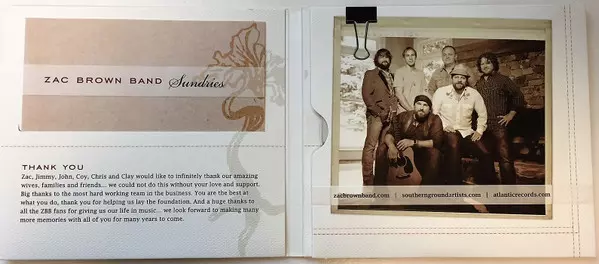 ZAC BROWN BAND Sundries
THANK YOU
Zac, Jimmy, John, Coy, Chris and Clay would like to infinitely thank our amazing
wives, families and friends... we could not do this without your love and support.
Big thanks to the most hard working team in the business. You are the best at
what you do, thank you for helping us lay the foundation. And a huge thanks to
all the ZBB fans for giving us our life in music... we look forward to making many
more memories with all of you for many years to come.
zacbrownband.com | southerngroundartists.com | atlanticrecords.com